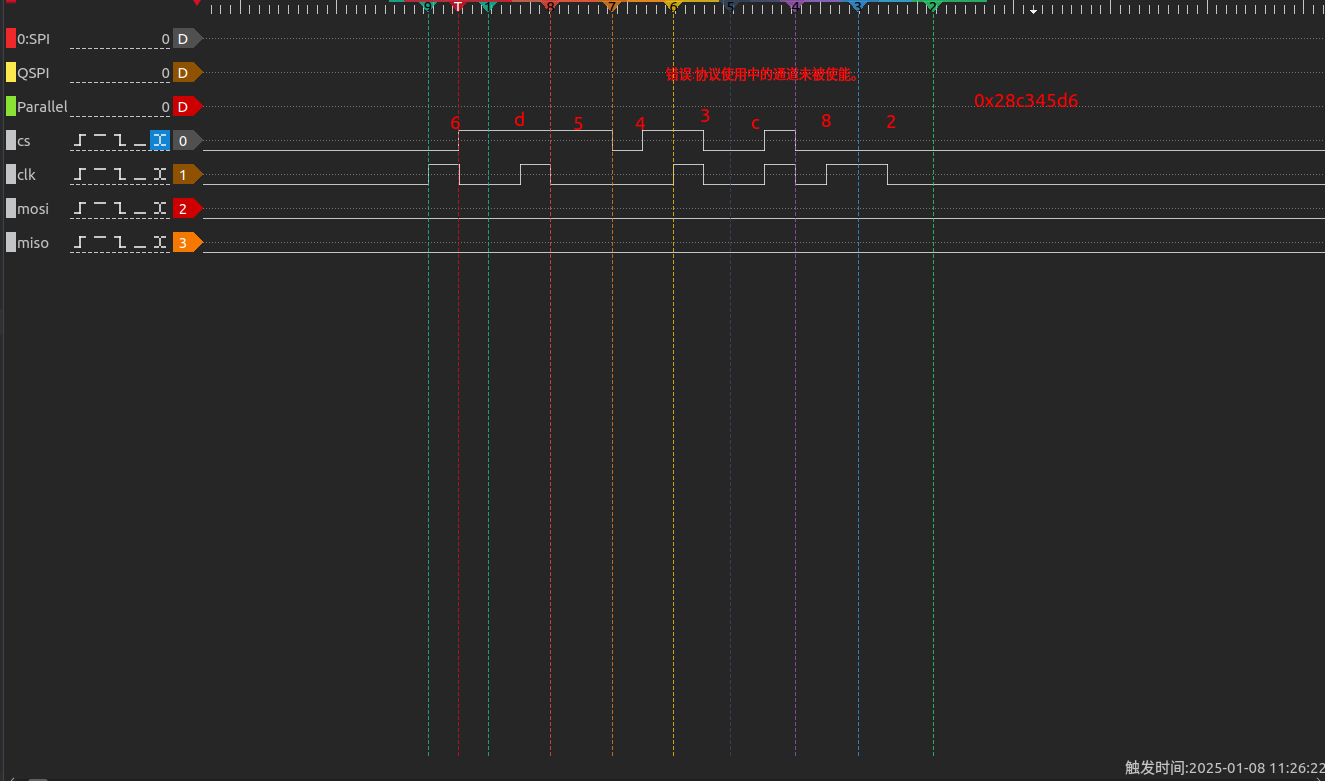 9 T 1 8 7 6 5 4 3 2
0:SPI 0 D
QSPI 0 D
错误:协议使用中的通道未被使能。
Parallel 0 D
0x28c345d6
6 d 5 4 3 c 8 2
cs 0
clk 1
mosi 2
miso 3
触发时间:2025-01-08 11:26:22